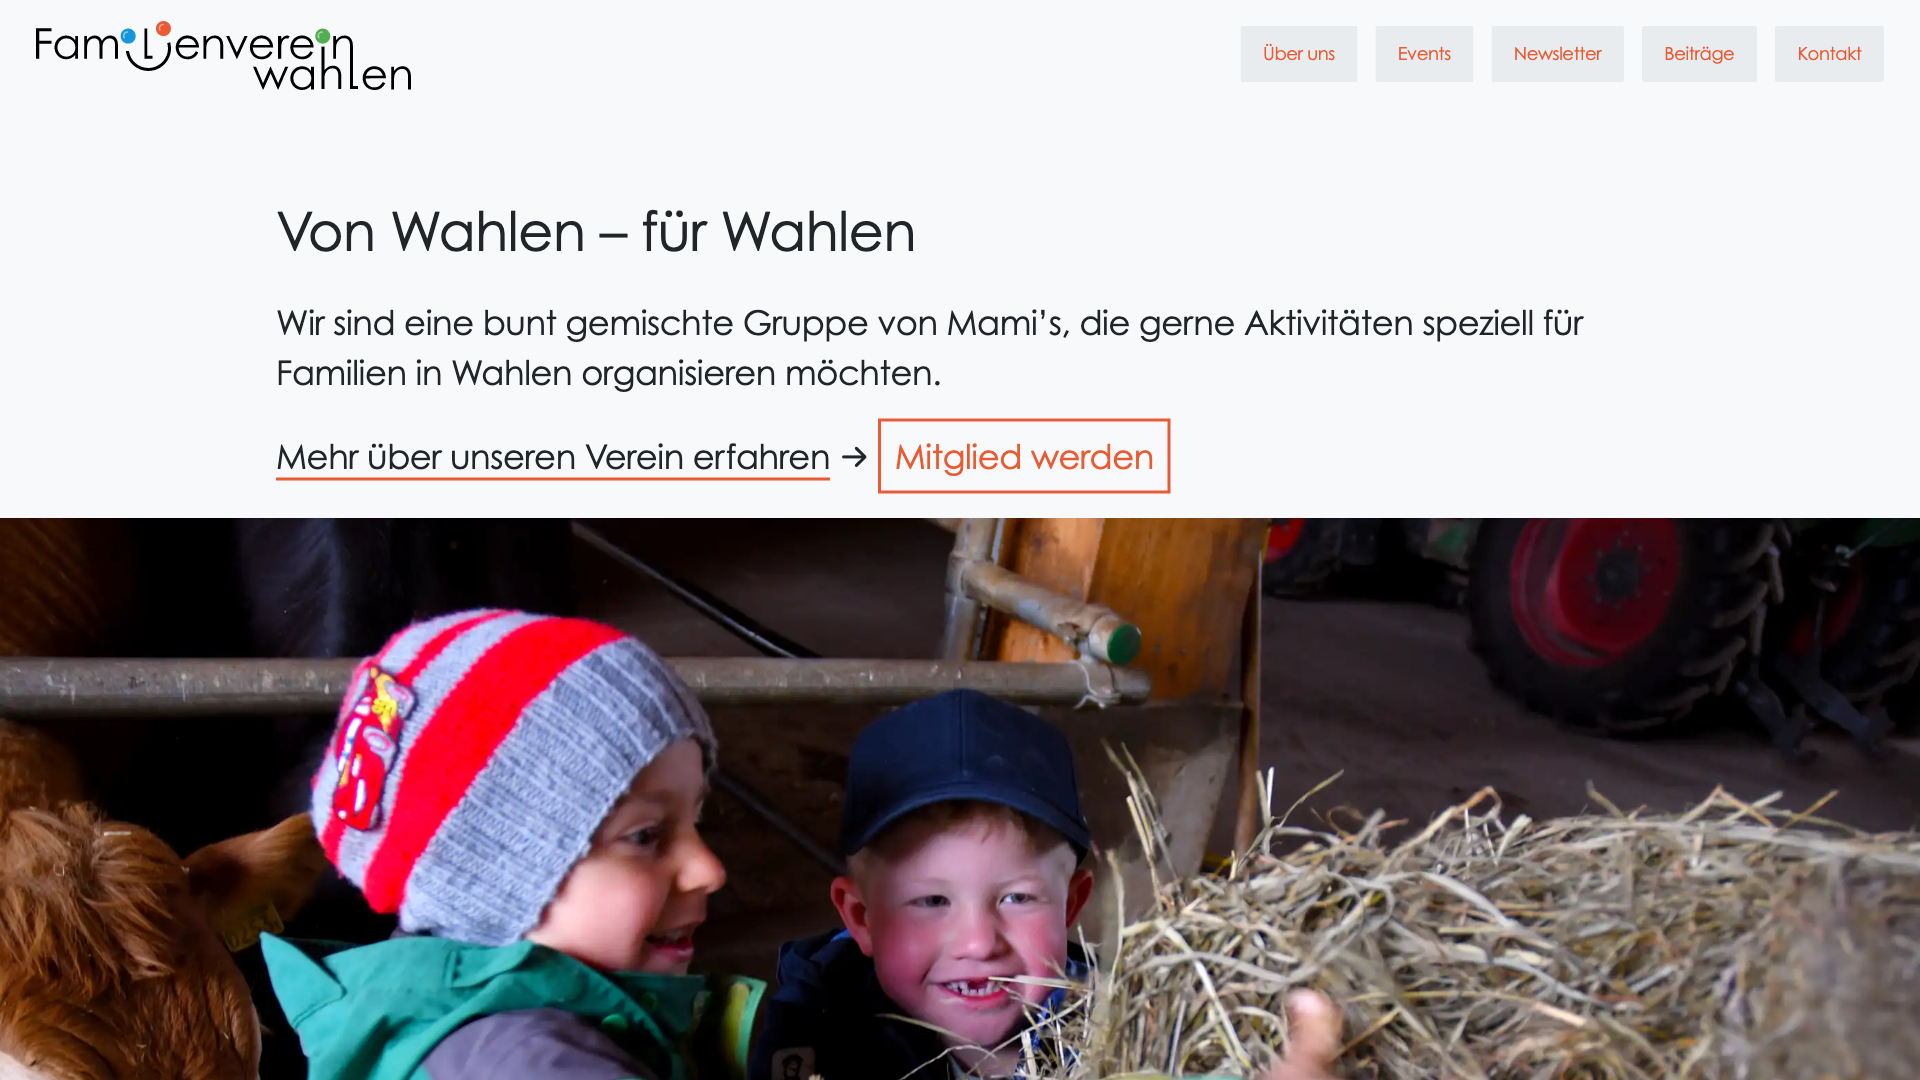 Familienverein
wahlen
Über uns
Events
Newsletter
Beiträge
Kontakt
Von Wahlen – für Wahlen
Wir sind eine bunt gemischte Gruppe von Mami’s, die gerne Aktivitäten speziell für
Familien in Wahlen organisieren möchten.
Mehr über unseren Verein erfahren → Mitglied werden